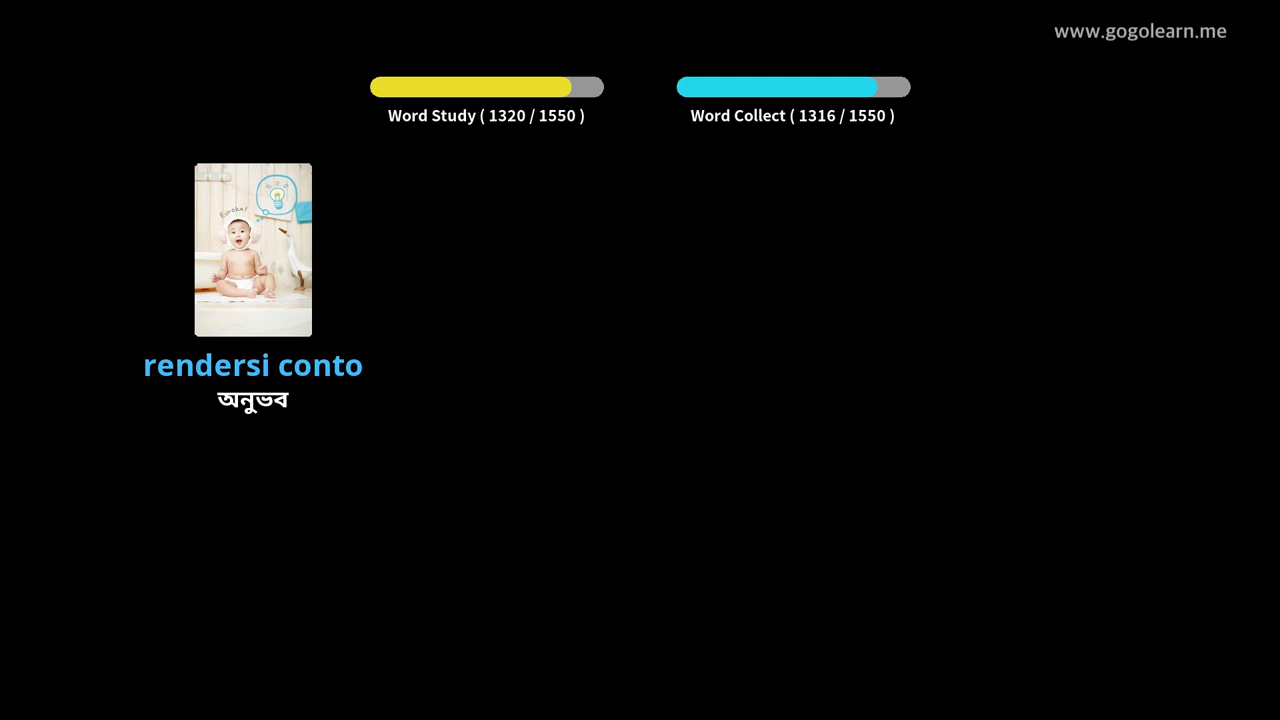 www.gogolearn.me
Word Study ( 1320 / 1550 )
Word Collect ( 1316 / 1550 )
Eureka!
rendersi conto
অনুভব